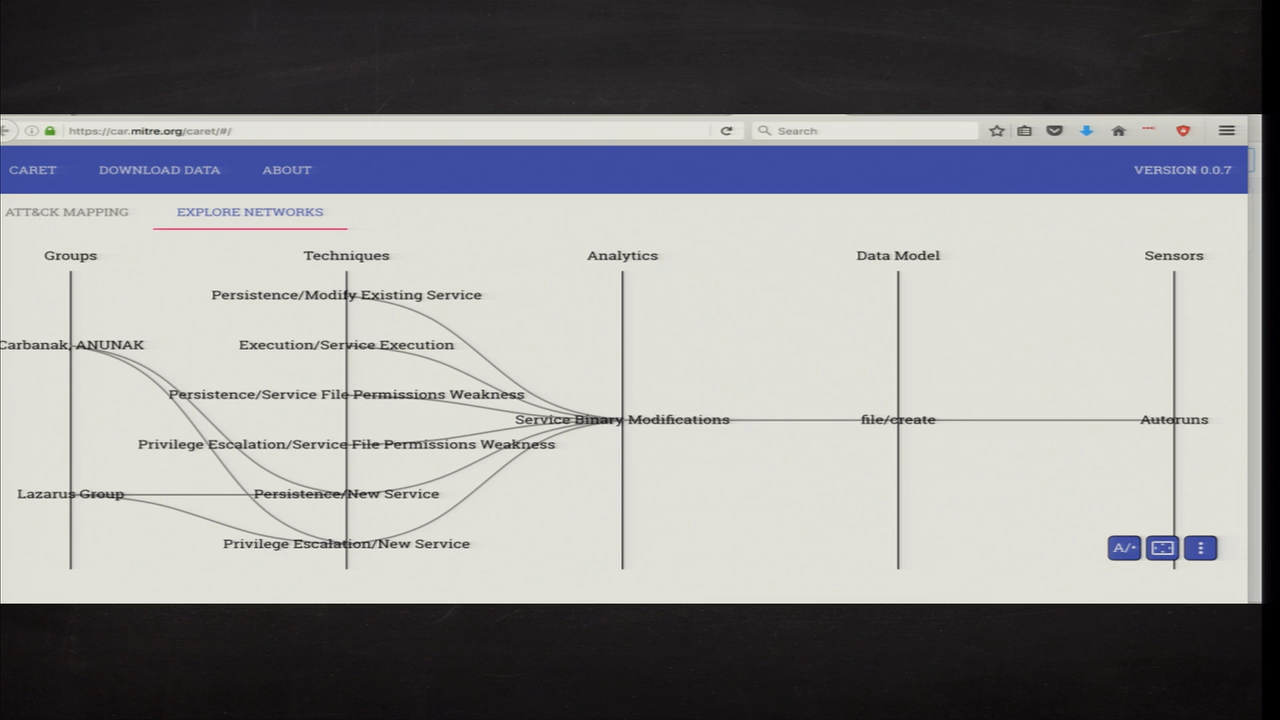 https://car.mitre.org/caret/#/
Search
CARET DOWNLOAD DATA ABOUT VERSION 0.0.7
ATT&CK MAPPING EXPLORE NETWORKS
Groups Techniques Analytics Data Model Sensors
Persistence/Modify Existing Service
Carbanak, ANUNAK Execution/Service Execution
Persistence/Service File Permissions Weakness
Service Binary Modifications file/create Autoruns
Privilege Escalation/Service File Permissions Weakness
Lazarus Group Persistence/New Service
Privilege Escalation/New Service
A/-